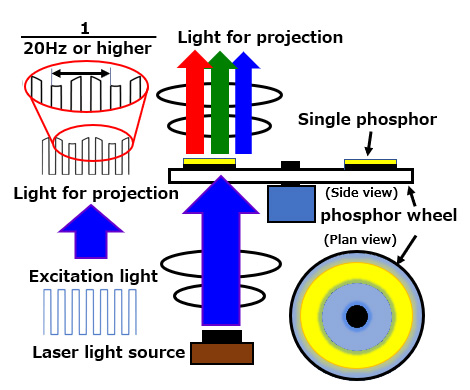 1
20Hz or higher
Light for projection
Single phosphor
Light for projection
(Side view)
phosphor wheel
(Plan view)
Excitation light
Laser light source